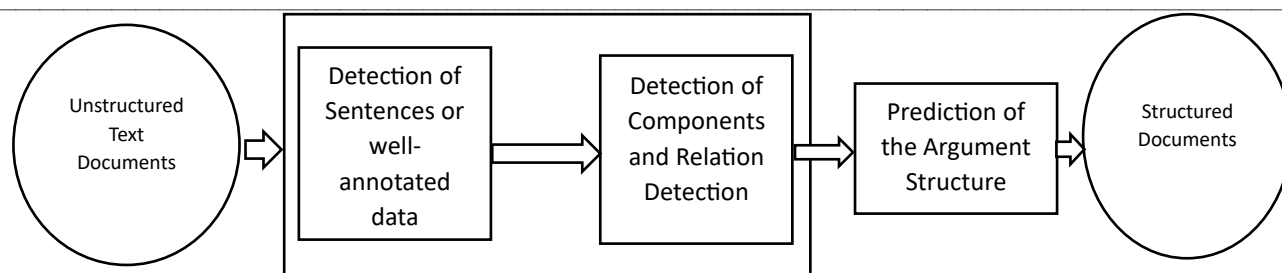 Unstructured
Text
Documents
Detection of
Sentences or
well-
annotated
data
Detection of
Components
and Relation
Detection
Prediction of
the Argument
Structure
Structured
Documents